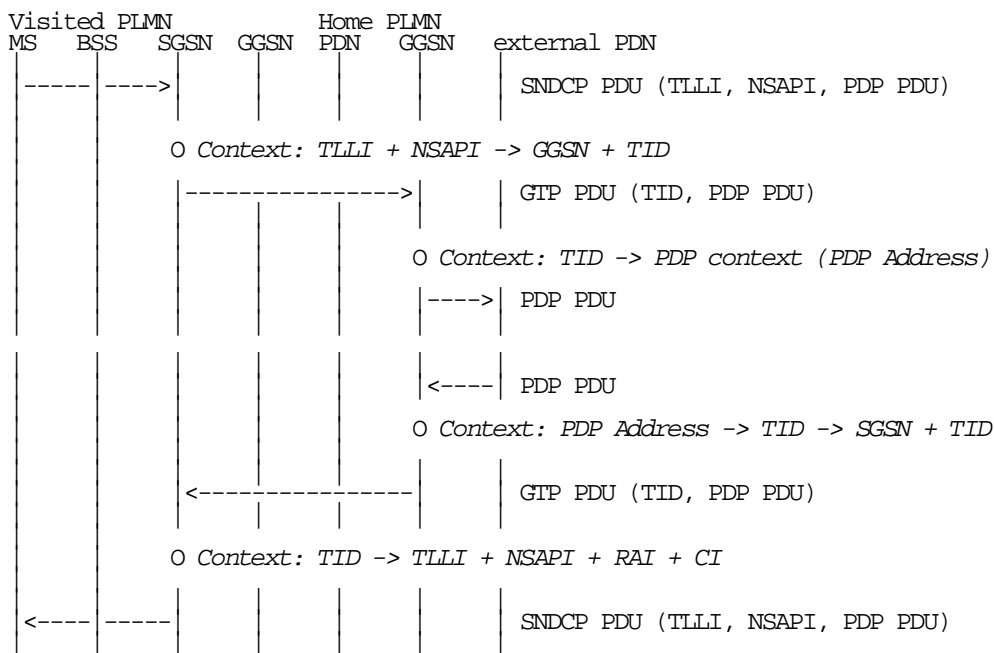 Visited PLMN Home PLMN
MS BSS SGSN GGSN PDN GGSN external PDN
SNDCP PDU (TLLI, NSAPI, PDP PDU)
O Context: TLLI + NSAPI -> GGSN + TID
GTP PDU (TID, PDP PDU)
O Context: TID -> PDP context (PDP Address)
PDP PDU
PDP PDU
O Context: PDP Address -> TID -> SGSN + TID
GTP PDU (TID, PDP PDU)
O Context: TID -> TLLI + NSAPI + RAI + CI
SNDCP PDU (TLLI, NSAPI, PDP PDU)